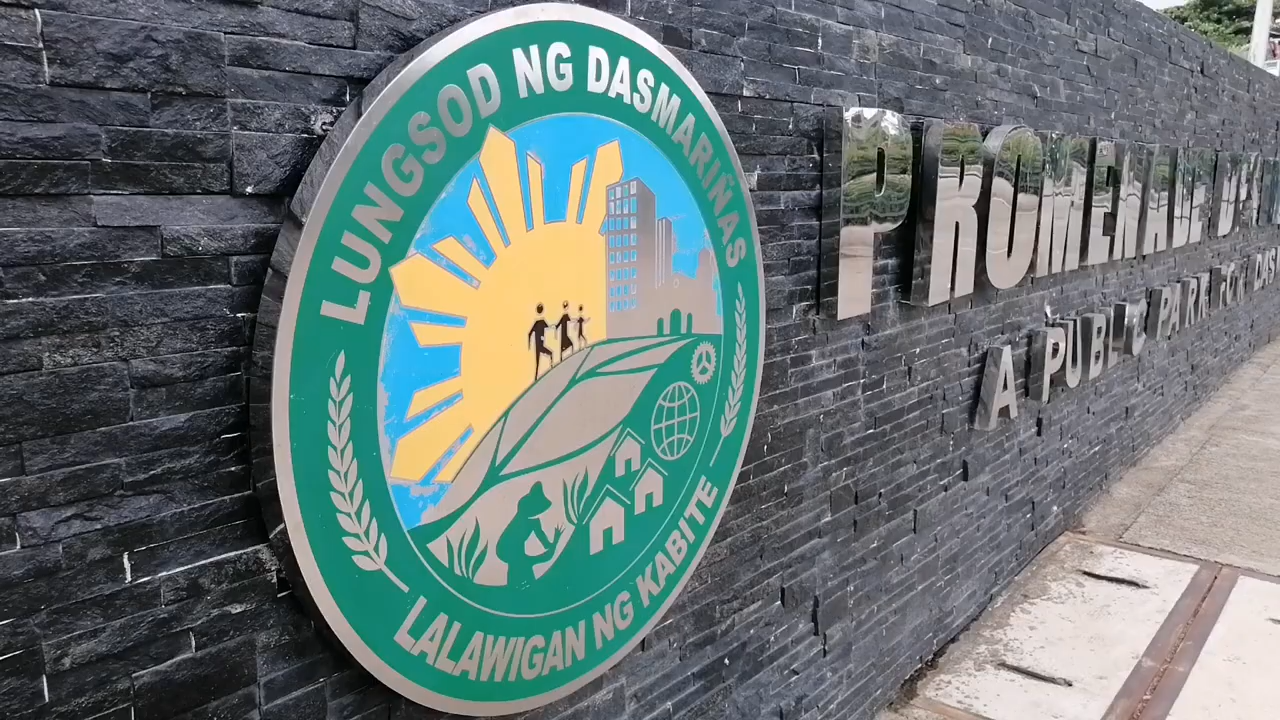 LUNGSOD NG DASMARIÑAS
LALAWIGAN NG KABITE
PROMENADE
A PUBLIC PARK FOR